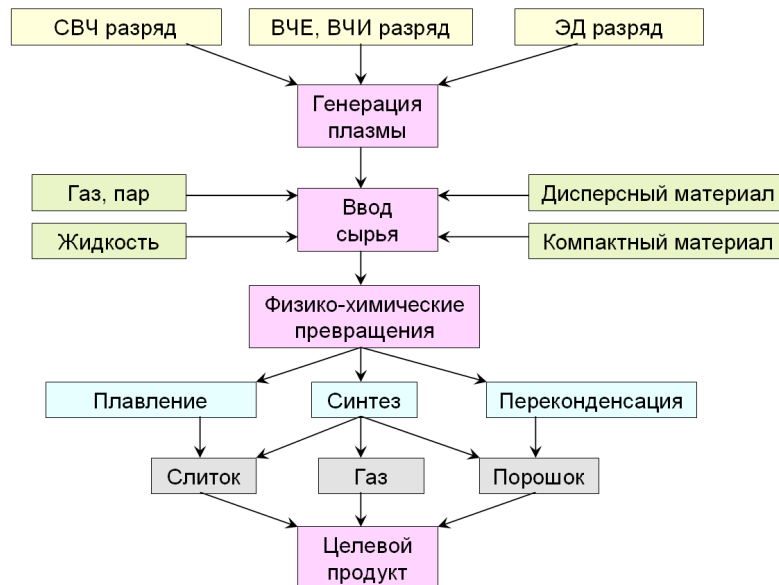 СВЧ разряд
ВЧЕ, ВЧИ разряд
ЭД разряд
Генерация
плазмы
Газ, пар
Ввод
сырья
Дисперсный материал
Жидкость
Компактный материал
Физико-химические
превращения
Плавление
Синтез
Переконденсация
Слиток
Газ
Порошок
Целевой
продукт